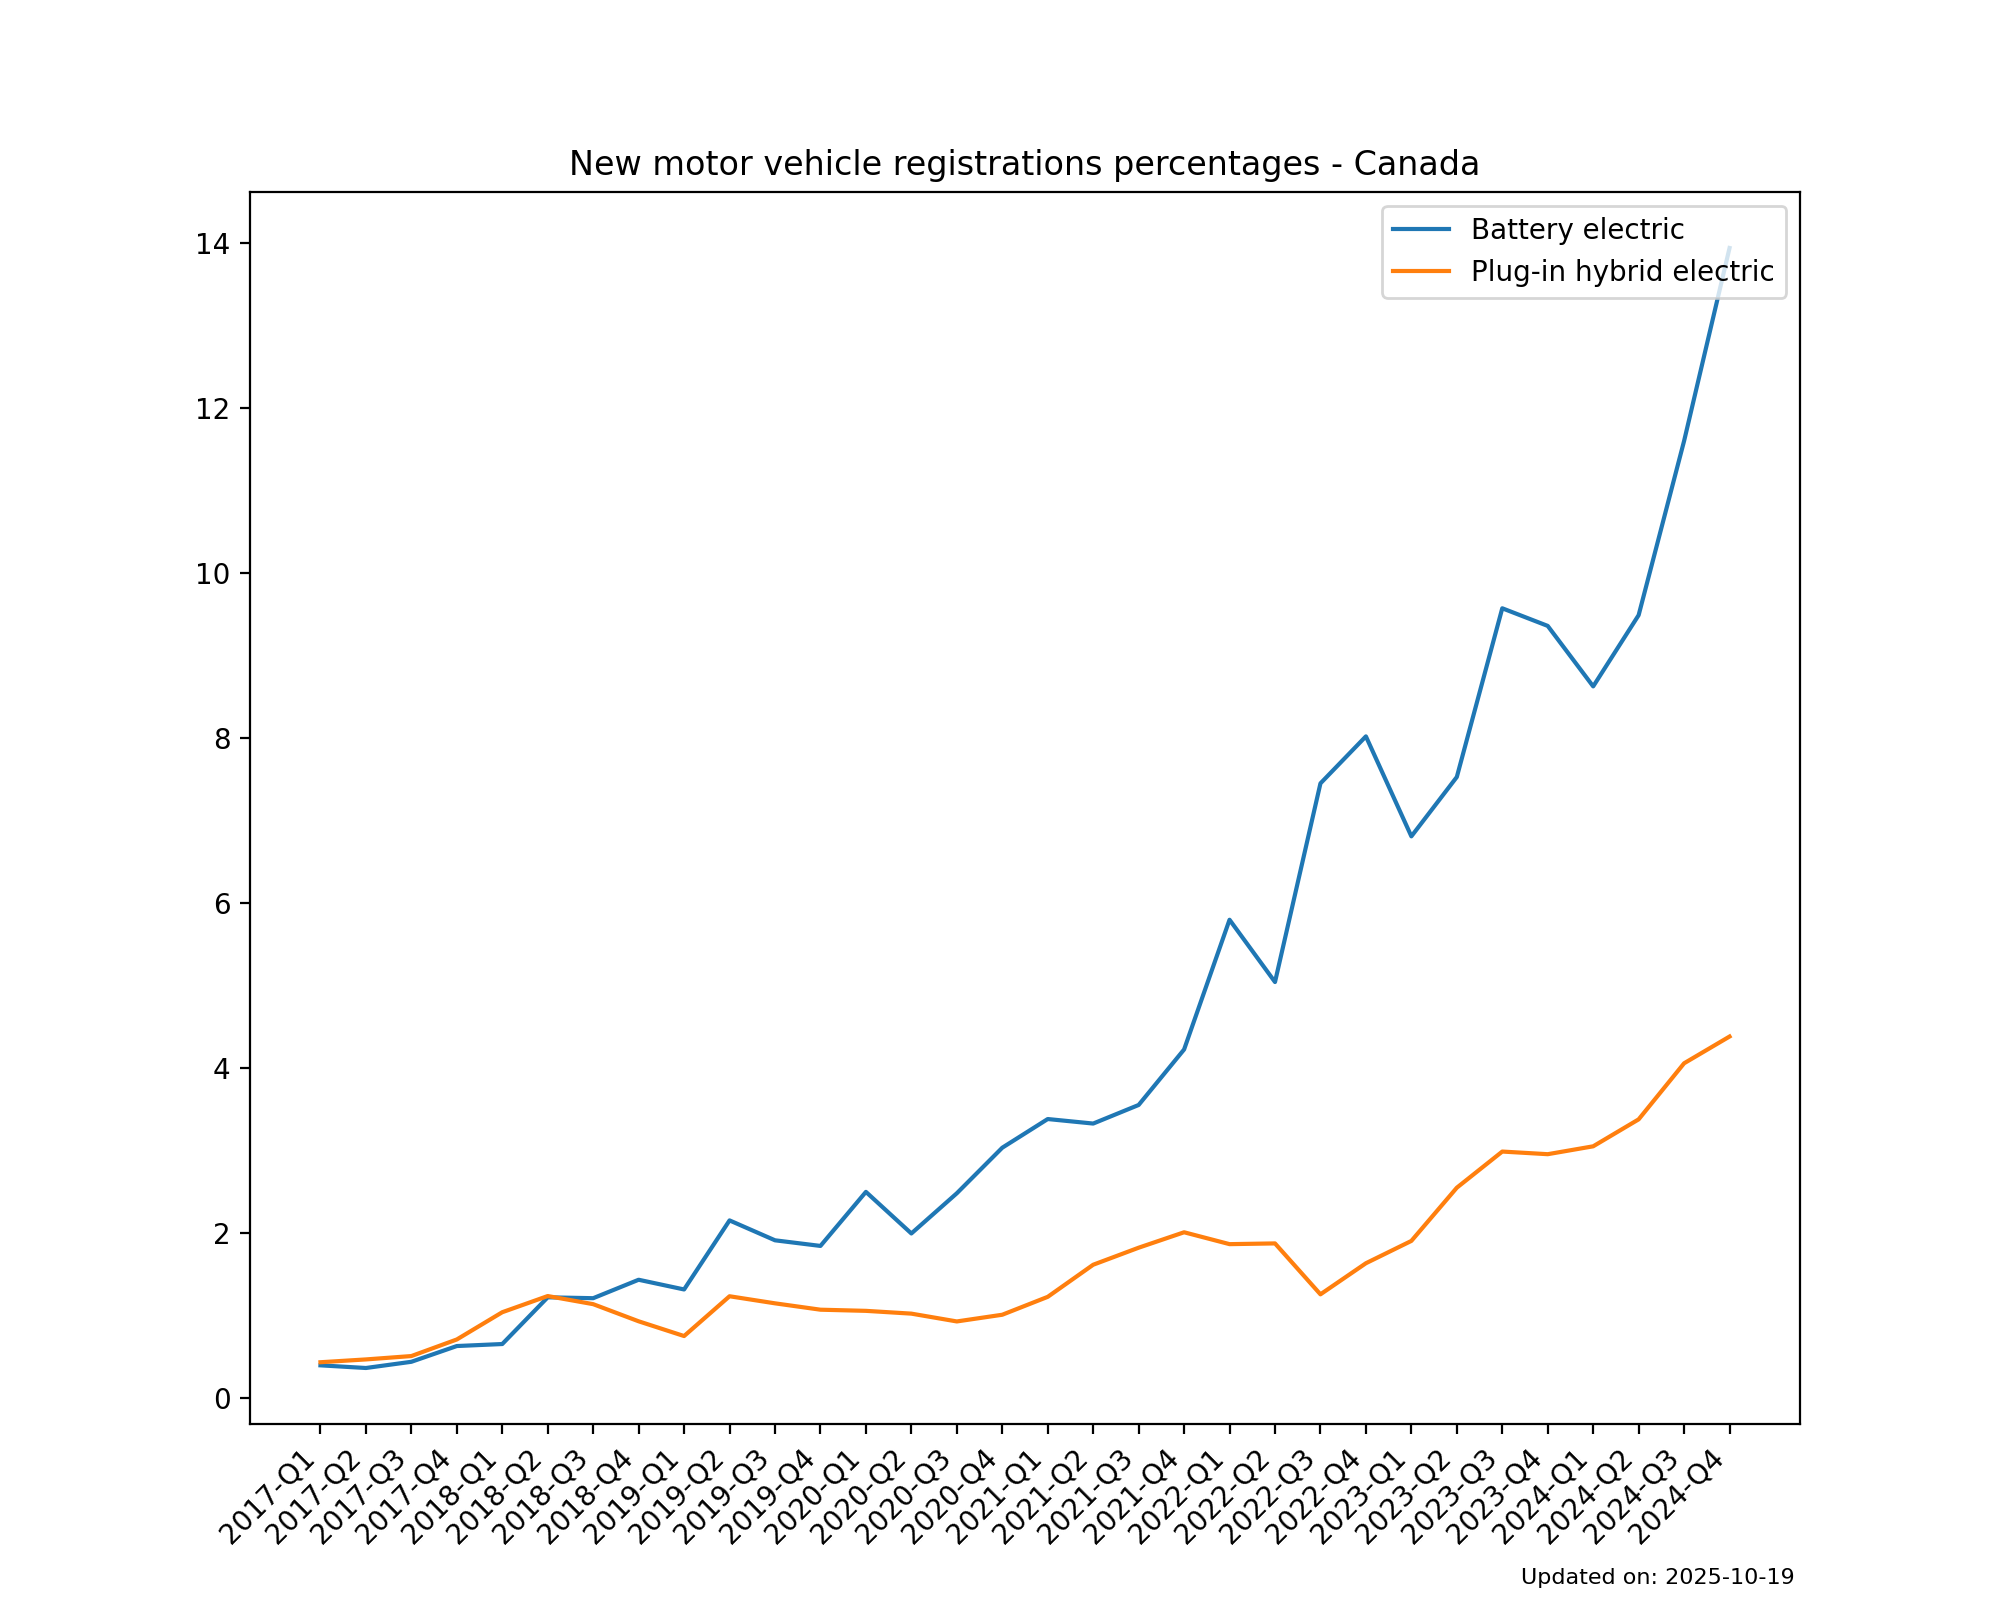 New motor vehicle registrations percentages - Canada
Battery electric
Plug-in hybrid electric
14
12
10
8
6
4
2
0
2017-Q1
2017-Q2
2017-Q3
2017-Q4
2018-Q1
2018-Q2
2018-Q3
2018-Q4
2019-Q1
2019-Q2
2019-Q3
2019-Q4
2020-Q1
2020-Q2
2020-Q3
2020-Q4
2021-Q1
2021-Q2
2021-Q3
2021-Q4
2022-Q1
2022-Q2
2022-Q3
2022-Q4
2023-Q1
2023-Q2
2023-Q3
2023-Q4
2024-Q1
2024-Q2
2024-Q3
2024-Q4
Updated on: 2025-10-19